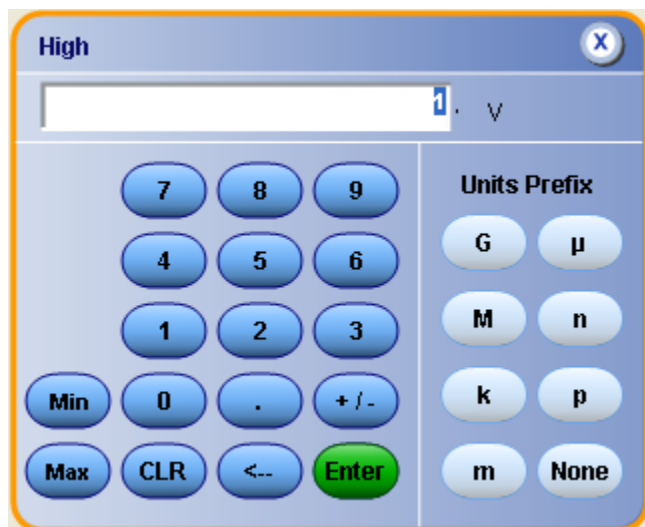 High X
1 . V
Units Prefix
7 8 9
G µ
4 5 6
M n
1 2 3
k p
Min 0 . + / -
m None
Max CLR <-- Enter